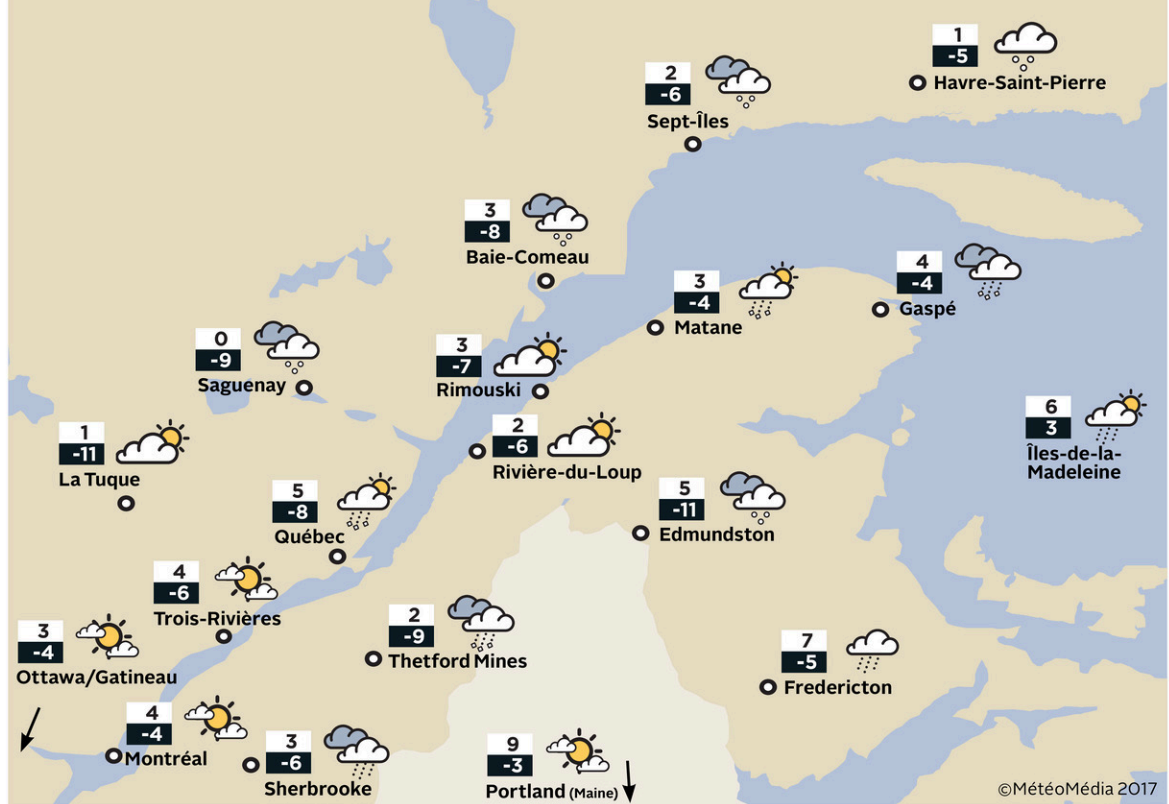 1
-5
Havre-Saint-Pierre
2
-6
Sept-Îles
3
-8
Baie-Comeau
4
-4
Gaspé
3
-4
Matane
0
-9
Saguenay
3
-7
Rimouski
6
3
Îles-de-la-
Madeleine
1
-11
La Tuque
2
-6
Rivière-du-Loup
5
-8
Québec
5
-11
Edmundston
4
-6
Trois-Rivières
3
-4
Ottawa/Gatineau
2
-9
Thetford Mines
7
-5
Fredericton
4
-4
Montréal
3
-6
Sherbrooke
9
-3
Portland (Maine)
©MétéoMédia 2017